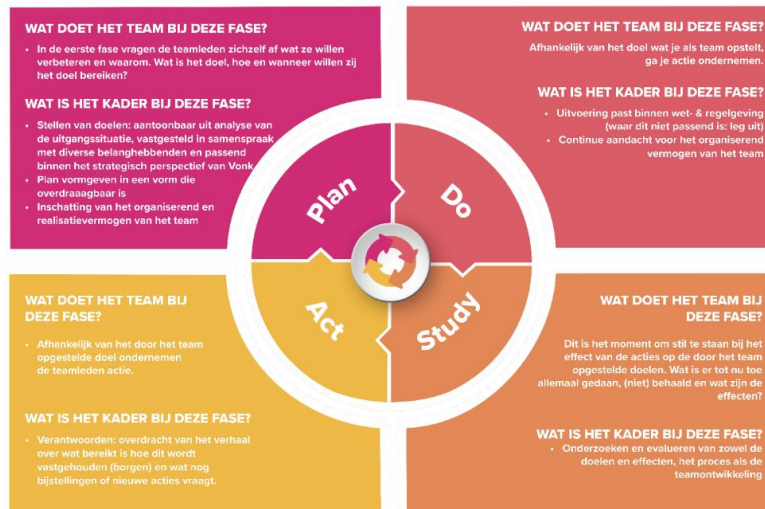 WAT DOET HET TEAM BIJ DEZE FASE?
• In de eerste fase vragen de teamleden zichzelf af wat ze willen
verbeteren en waarom. Wat is het doel, hoe en wanneer willen zij
het doel bereiken?
WAT IS HET KADER BIJ DEZE FASE?
• Stellen van doelen: aantoonbaar uit analyse van
de uitgangssituatie, vastgesteld in samenspraak
met diverse belanghebbenden en passend
binnen het strategisch perspectief van Vonk
• Plan vormgeven in een vorm die
overdraagbaar is
• Inschatting van het organiserend en
realisatievermogen van het team
WAT DOET HET TEAM BIJ DEZE FASE?
Afhankelijk van het doel wat je als team opstelt,
ga je actie ondernemen.
WAT IS HET KADER BIJ DEZE FASE?
• Uitvoering past binnen wet- & regelgeving
(waar dit niet passend is: leg uit)
• Continue aandacht voor het organiserend
vermogen van het team
Plan
Do
Act
Study
WAT DOET HET TEAM BIJ
DEZE FASE?
• Afhankelijk van het door het team
opgestelde doel ondernemen
de teamleden actie.
WAT IS HET KADER BIJ DEZE FASE?
• Verantwoorden: overdracht van het verhaal
over wat bereikt is hoe dit wordt
vastgehouden (borgen) en wat nog
bijstellingen of nieuwe acties vraagt.
WAT DOET HET TEAM BIJ
DEZE FASE?
Dit is het moment om stil te staan bij het
effect van de acties op de door het team
opgestelde doelen. Wat is er tot nu toe
allemaal gedaan, (niet) behaald en wat zijn de
effecten?
WAT IS HET KADER BIJ DEZE FASE?
• Onderzoeken en evalueren van zowel de
doelen en effecten, het proces als de
teamontwikkeling